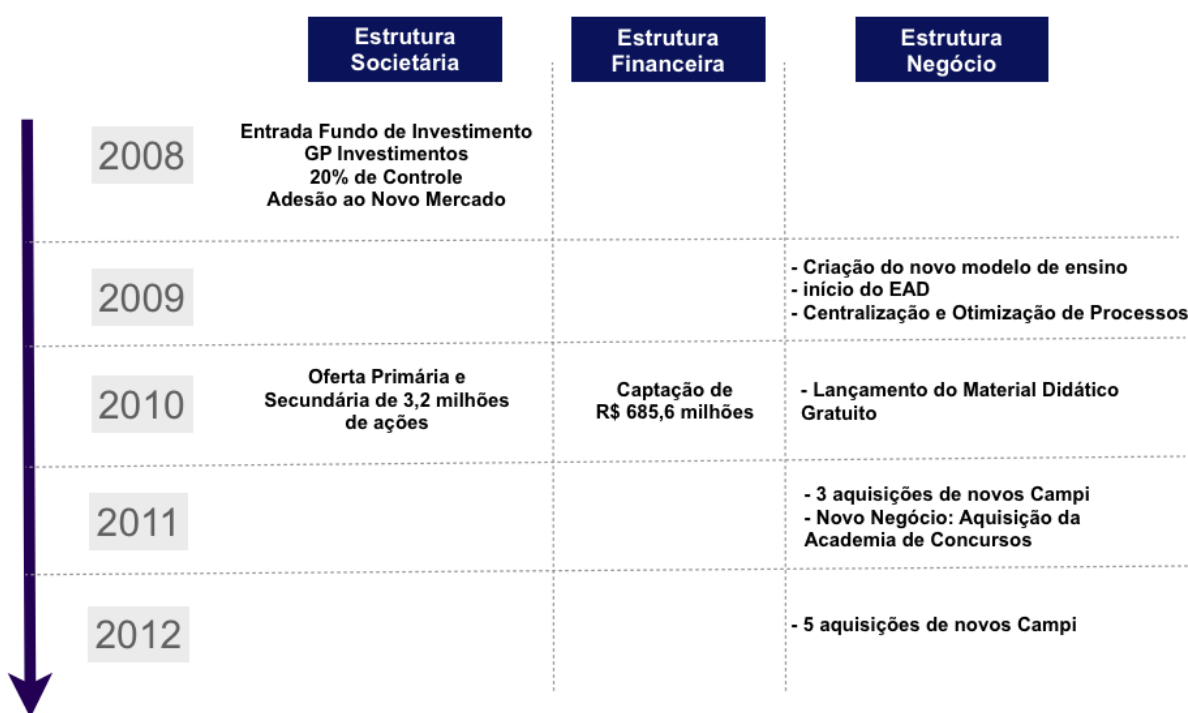 Estrutura
Societária
Estrutura
Financeira
Estrutura
Negócio
2008
Entrada Fundo de Investimento
GP Investimentos
20% de Controle
Adesão ao Novo Mercado
2009
- Criação do novo modelo de ensino
- início do EAD
- Centralização e Otimização de Processos
2010
Oferta Primária e
Secundária de 3,2 milhões
de ações
Captação de
R$ 685,6 milhões
- Lançamento do Material Didático
Gratuito
2011
- 3 aquisições de novos Campi
- Novo Negócio: Aquisição da
Academia de Concursos
2012
- 5 aquisições de novos Campi